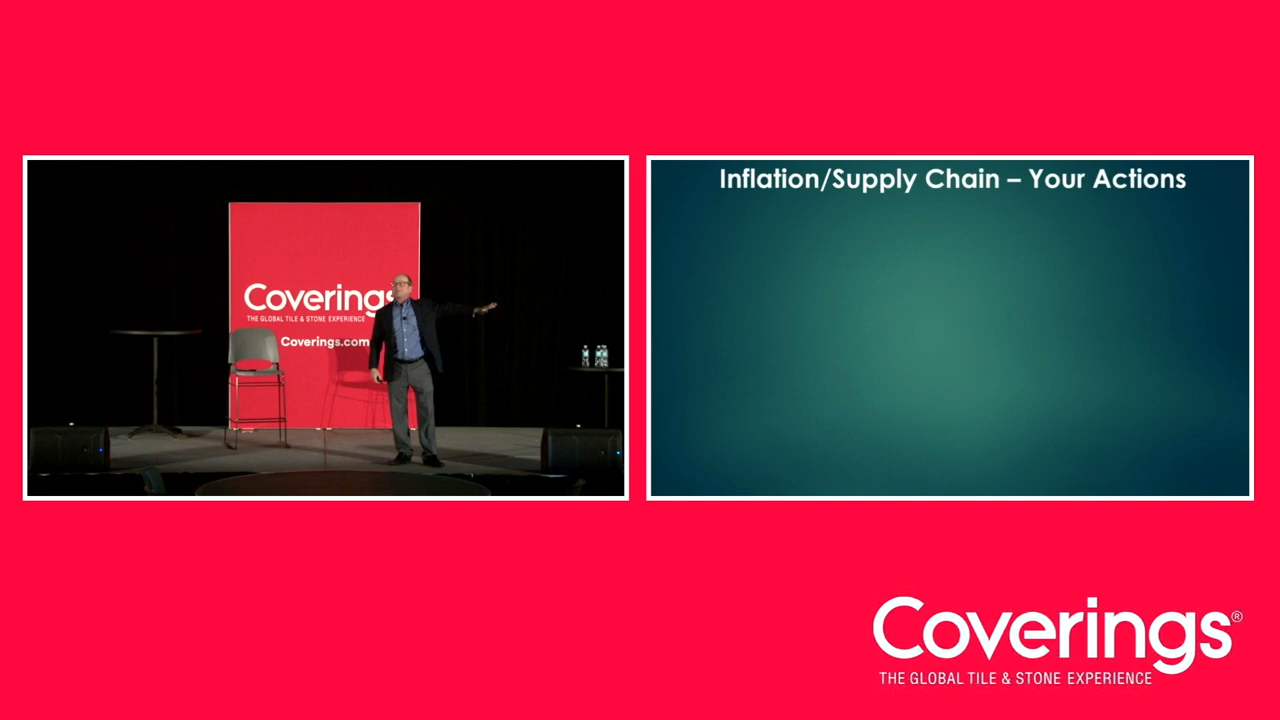 Coverings
THE GLOBAL TILE & STONE EXPERIENCE
Coverings.com
Inflation/Supply Chain – Your Actions
Coverings®
THE GLOBAL TILE & STONE EXPERIENCE